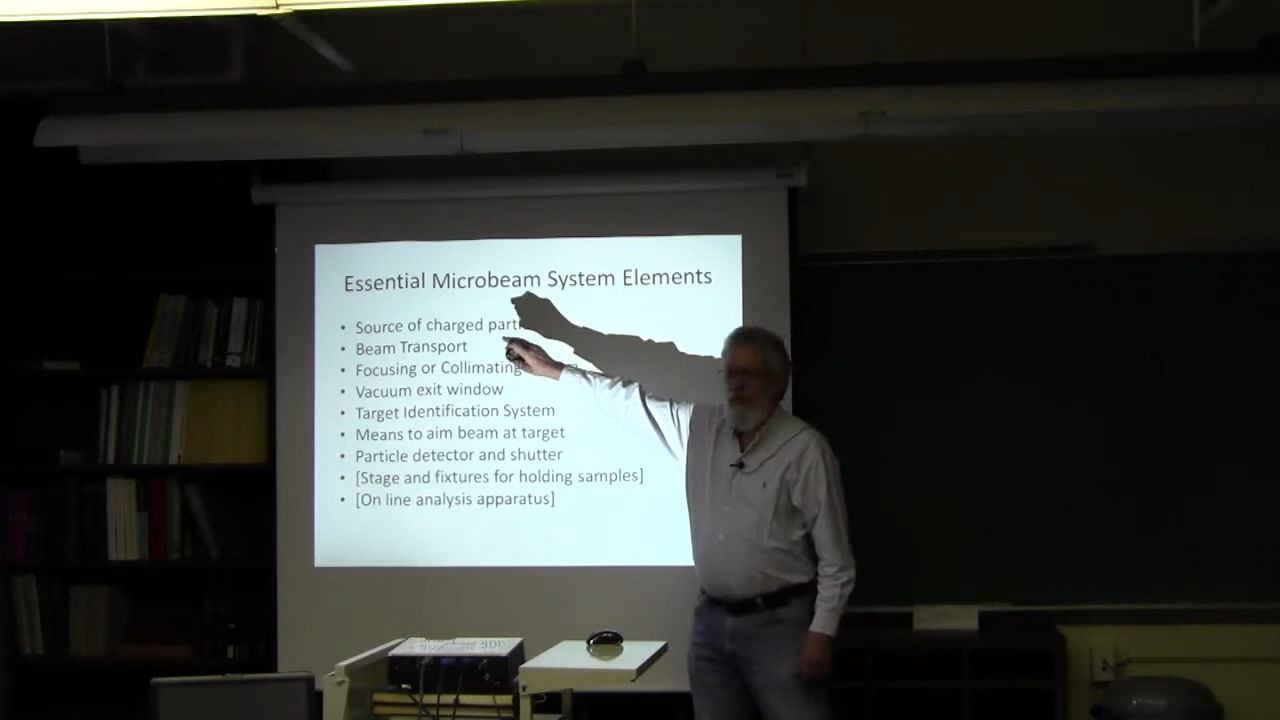 Essential Microbeam System Elements
• Source of charged
• Beam Transport
• Focusing or Collimating
• Vacuum exit window
• Target Identification System
• Means to aim beam at target
• Particle detector and shutter
• [Stage and fixtures for holding samples]
• [On line analysis apparatus]